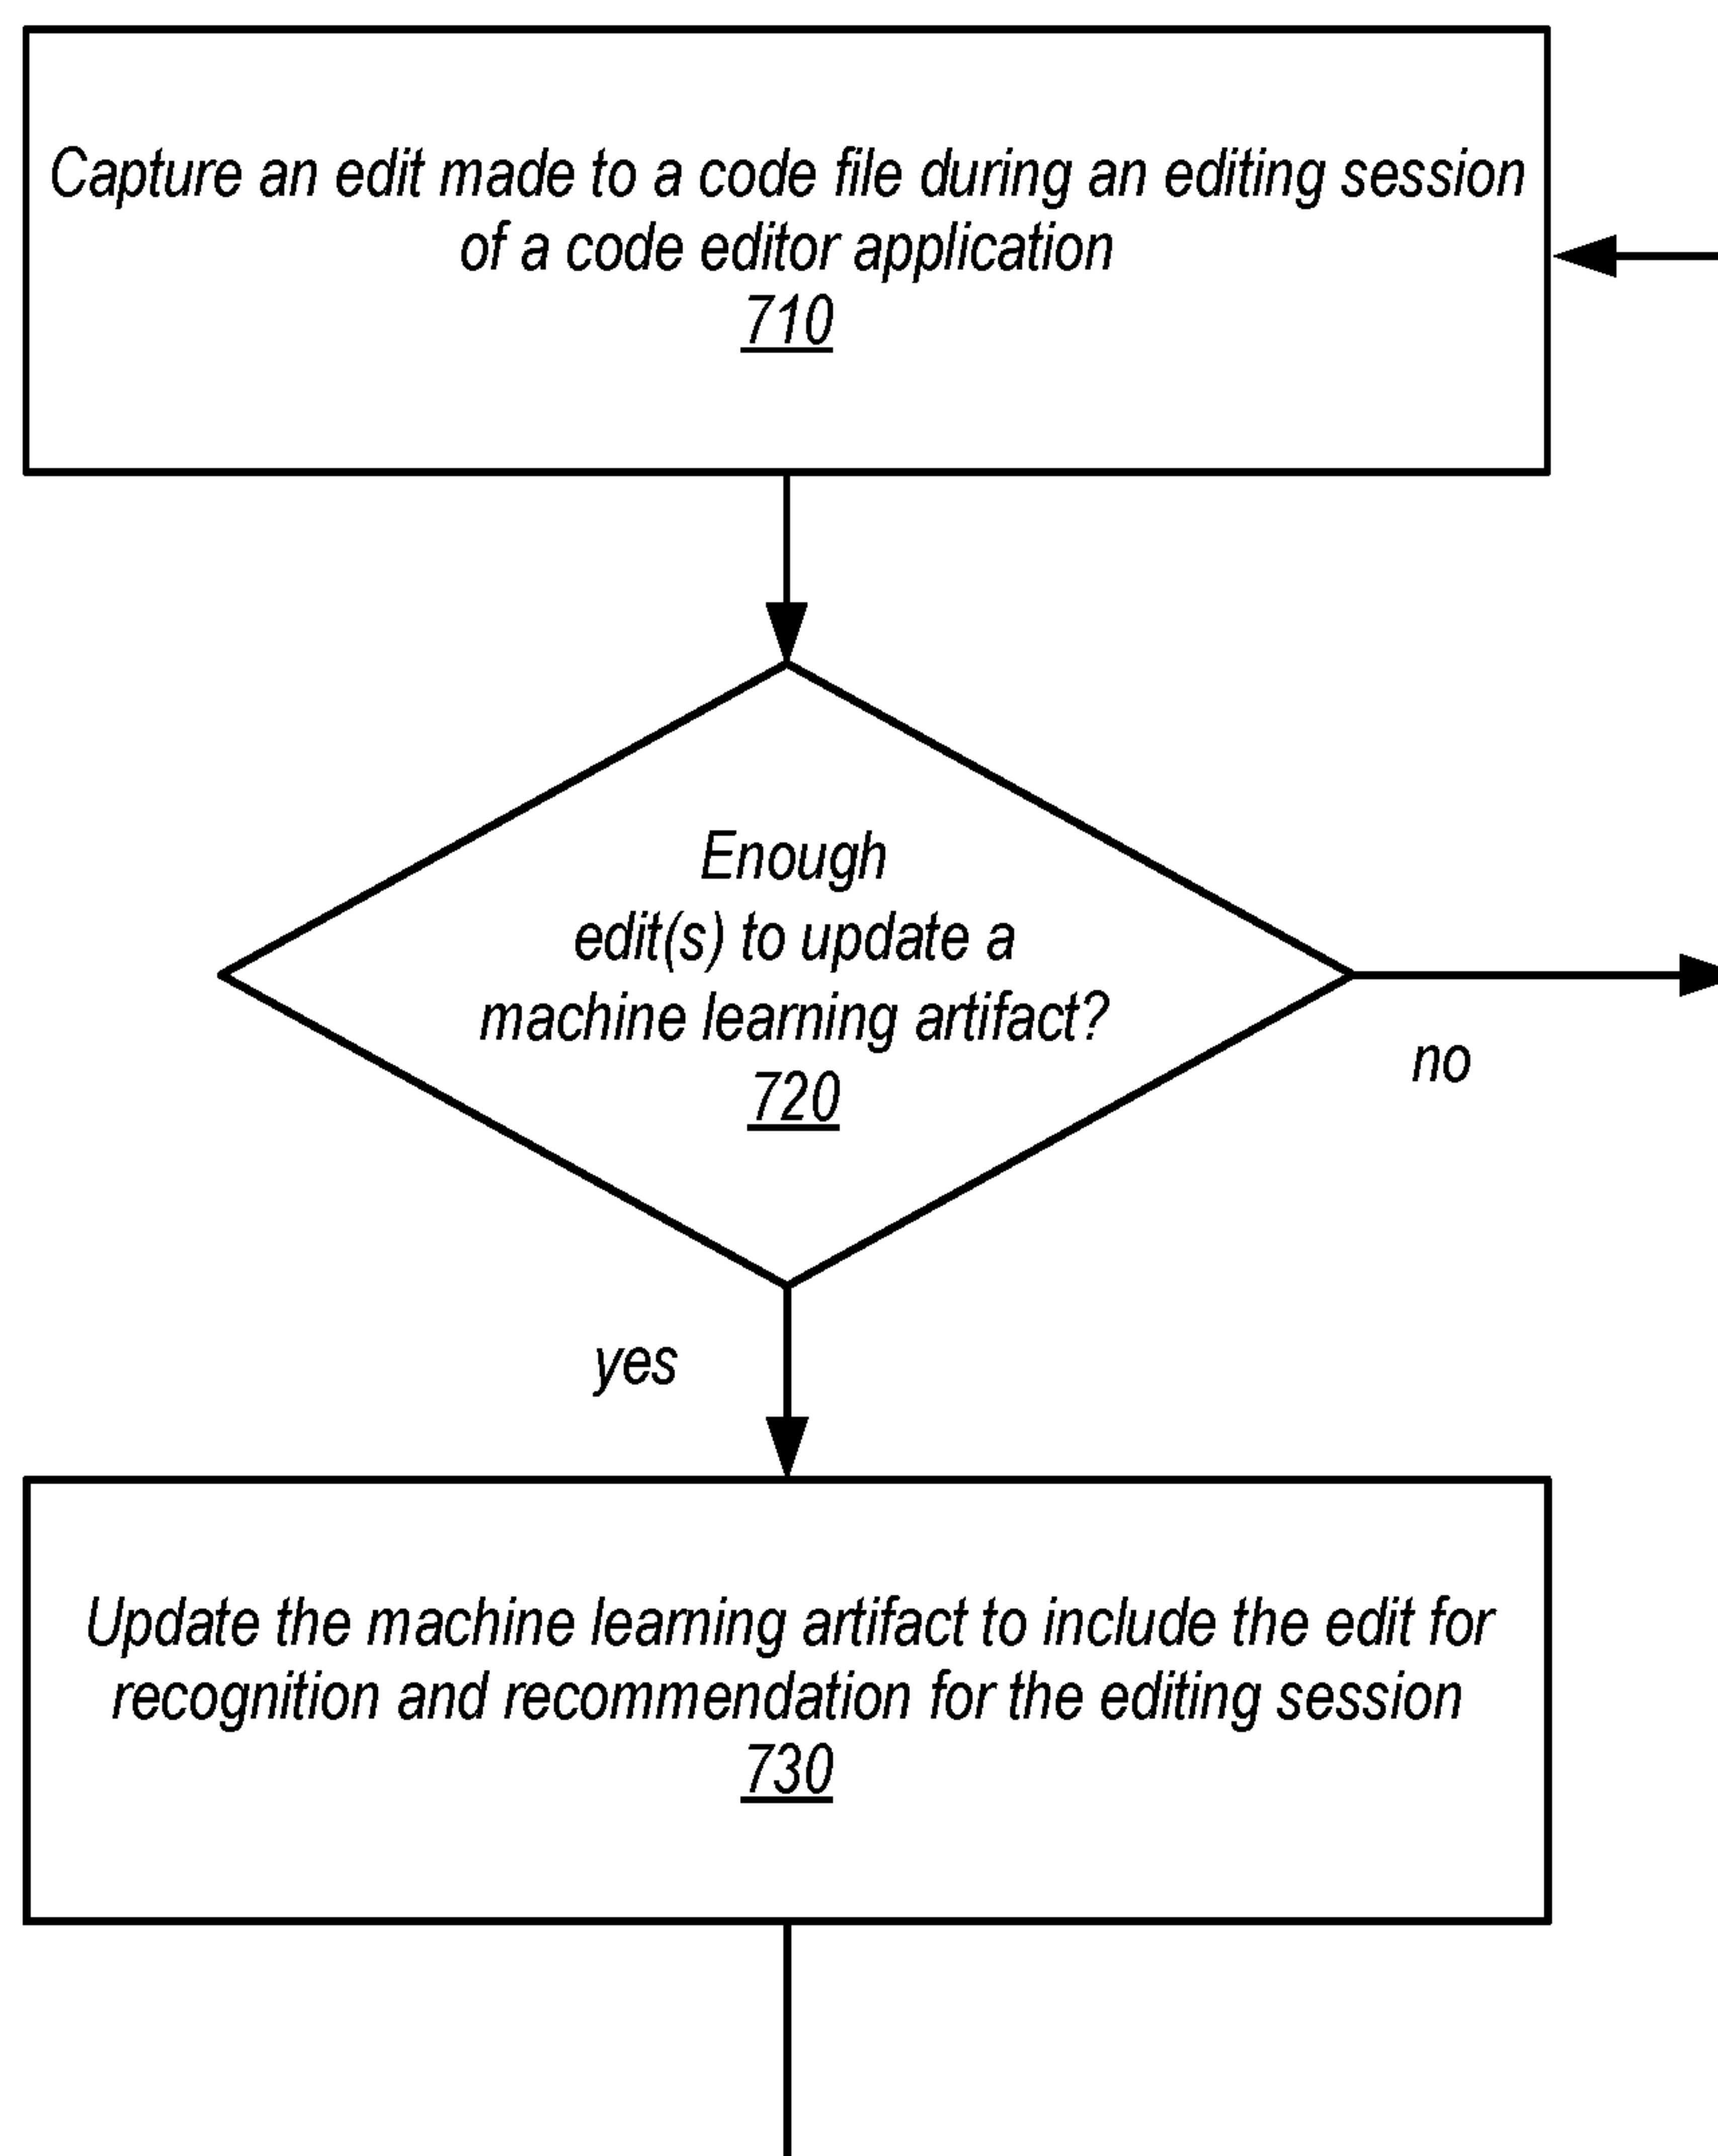 Capture an edit made to a code file during an editing session
of a code editor application
710
Enough
edit(s) to update a
machine learning artifact?
720
no
yes
Update the machine learning artifact to include the edit for
recognition and recommendation for the editing session
730